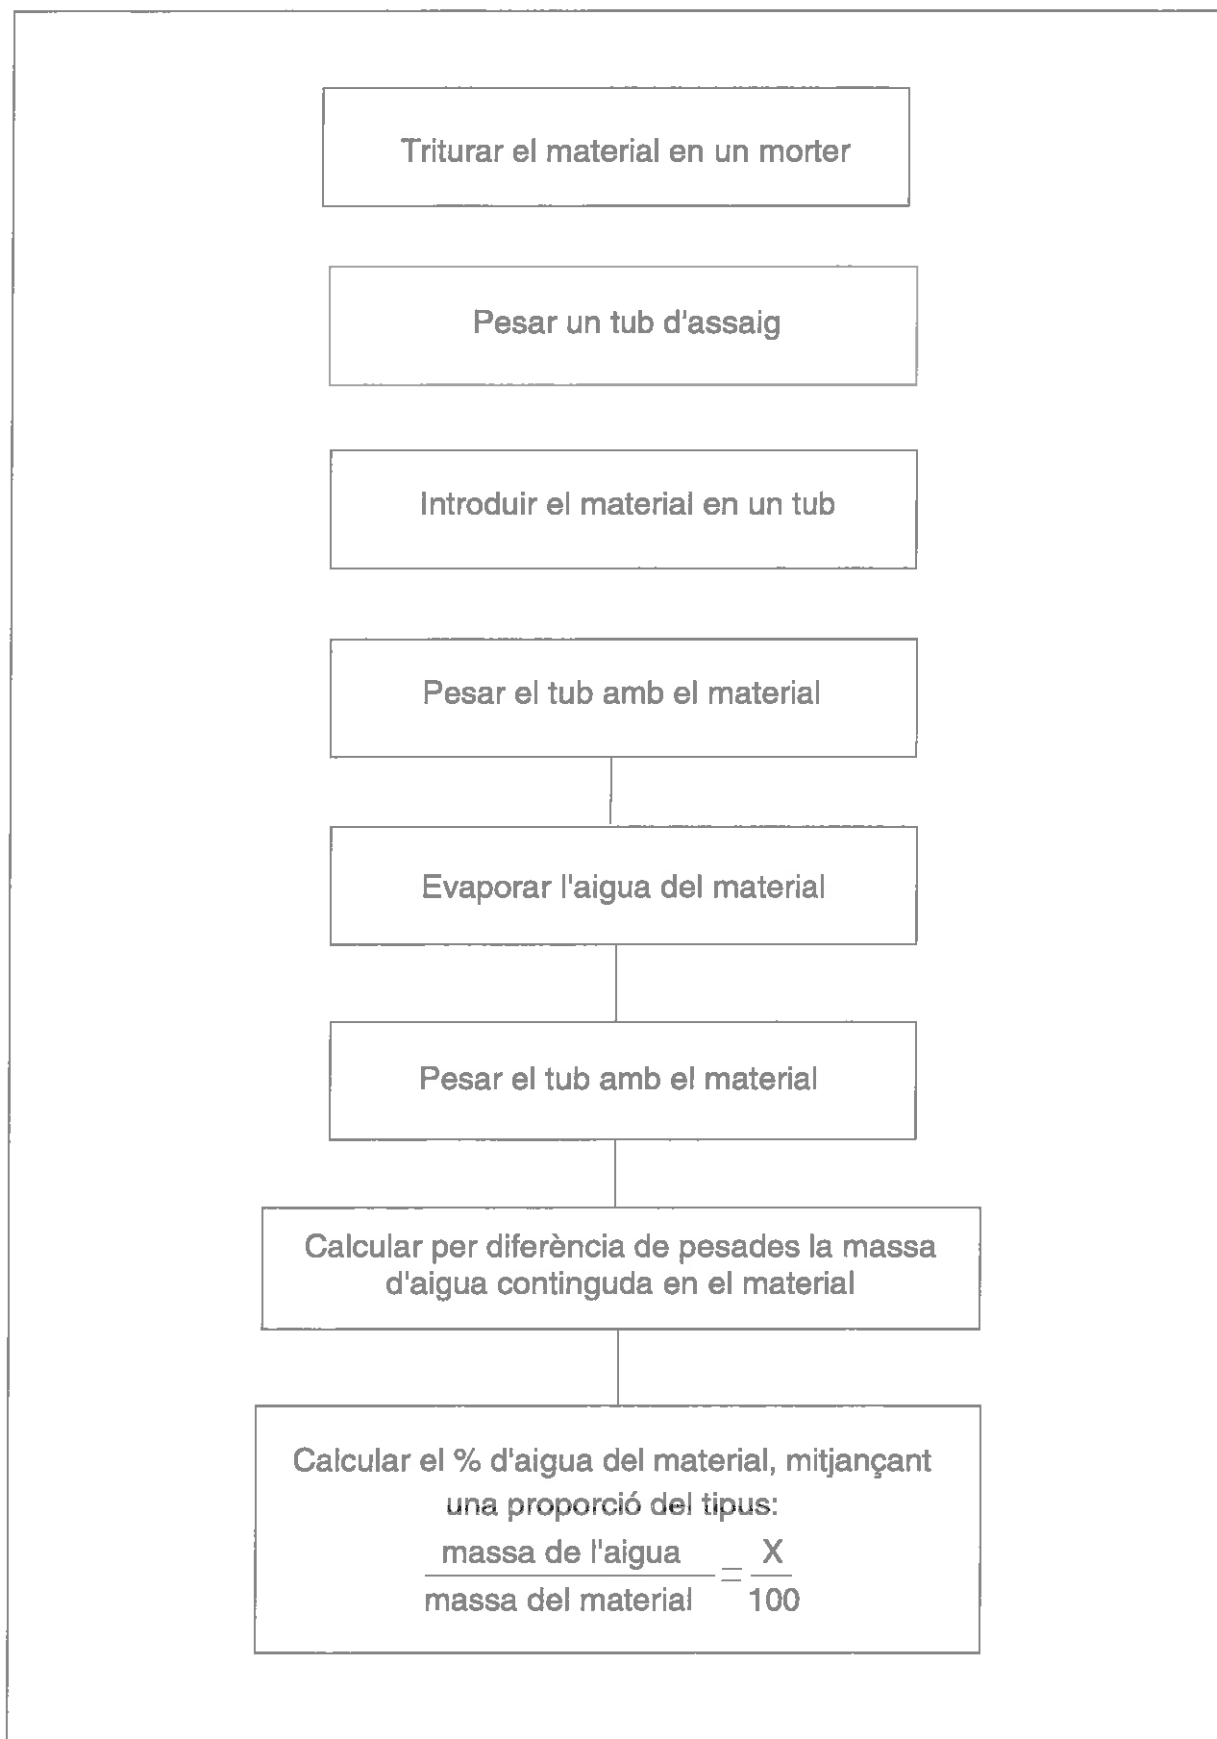 Triturar el material en un morter
Pesar un tub d'assaig
Introduir el material en un tub
Pesar el tub amb el material
Evaporar l'aigua del material
Pesar el tub amb el material
Calcular per diferència de pesades la massa
d'aigua continguda en el material
Calcular el % d'aigua del material, mitjançant
una proporció del tipus:
massa de l'aigua / massa del material = X / 100